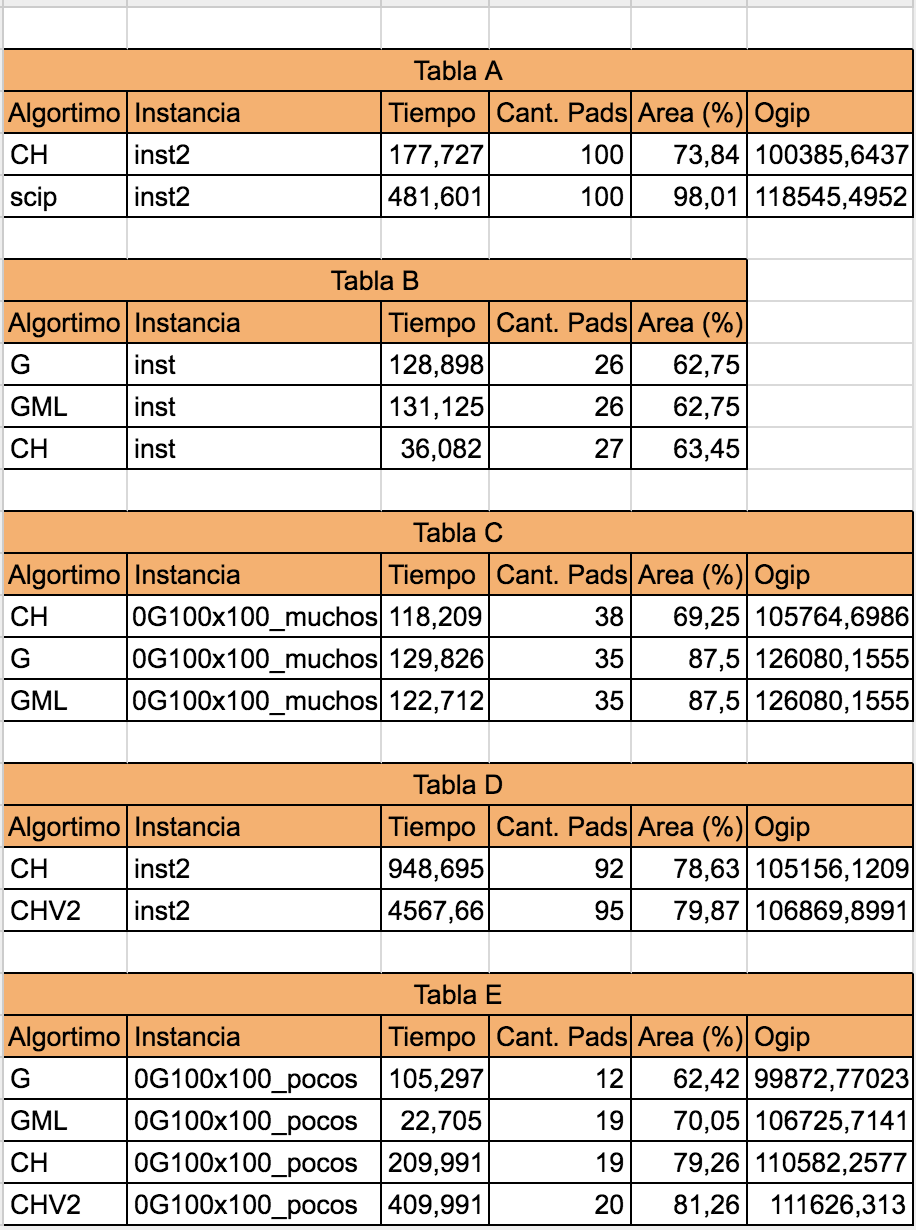 Tabla A
Algortimo Instancia Tiempo Cant. Pads Area (%) Ogip
CH inst2 177,727 100 73,84 100385,6437
scip inst2 481,601 100 98,01 118545,4952
Tabla B
Algortimo Instancia Tiempo Cant. Pads Area (%)
G inst 128,898 26 62,75
GML inst 131,125 26 62,75
CH inst 36,082 27 63,45
Tabla C
Algortimo Instancia Tiempo Cant. Pads Area (%) Ogip
CH 0G100x100_muchos 118,209 38 69,25 105764,6986
G 0G100x100_muchos 129,826 35 87,5 126080,1555
GML 0G100x100_muchos 122,712 35 87,5 126080,1555
Tabla D
Algortimo Instancia Tiempo Cant. Pads Area (%) Ogip
CH inst2 948,695 92 78,63 105156,1209
CHV2 inst2 4567,66 95 79,87 106869,8991
Tabla E
Algortimo Instancia Tiempo Cant. Pads Area (%) Ogip
G 0G100x100_pocos 105,297 12 62,42 99872,77023
GML 0G100x100_pocos 22,705 19 70,05 106725,7141
CH 0G100x100_pocos 209,991 19 79,26 110582,2577
CHV2 0G100x100_pocos 409,991 20 81,26 111626,313